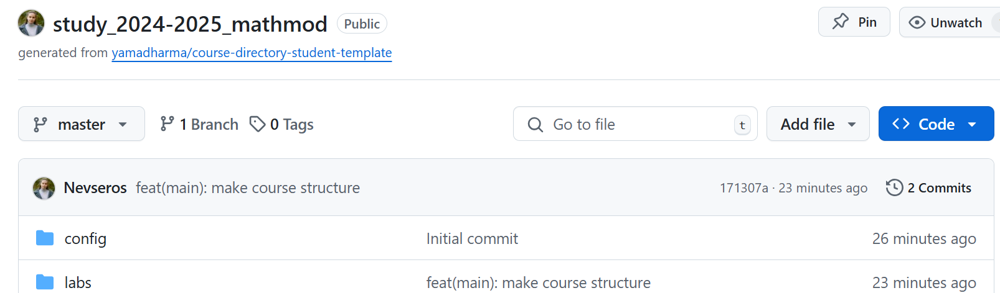 study_2024-2025_mathmod Public Pin Unwatch
generated from yamadharma/course-directory-student-template
master 1 Branch 0 Tags Go to file t Add file Code
Nevseros feat(main): make course structure 171307a · 23 minutes ago 2 Commits
config Initial commit 26 minutes ago
labs feat(main): make course structure 23 minutes ago